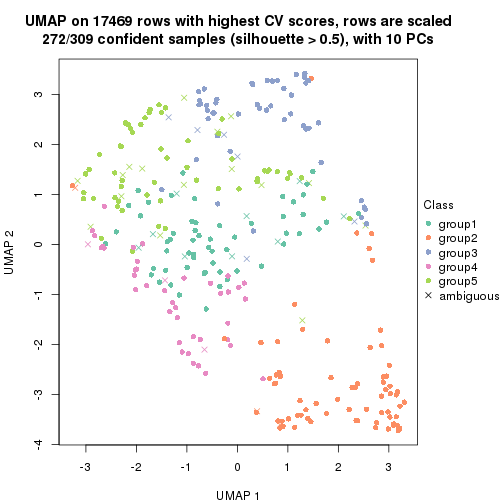 UMAP on 17469 rows with highest CV scores, rows are scaled
272/309 confident samples (silhouette > 0.5), with 10 PCs
3
2
1
0
-1
-2
-3
-4
UMAP 2
-3
-2
-1
0
1
2
3
UMAP 1
Class
group1
group2
group3
group4
group5
ambiguous